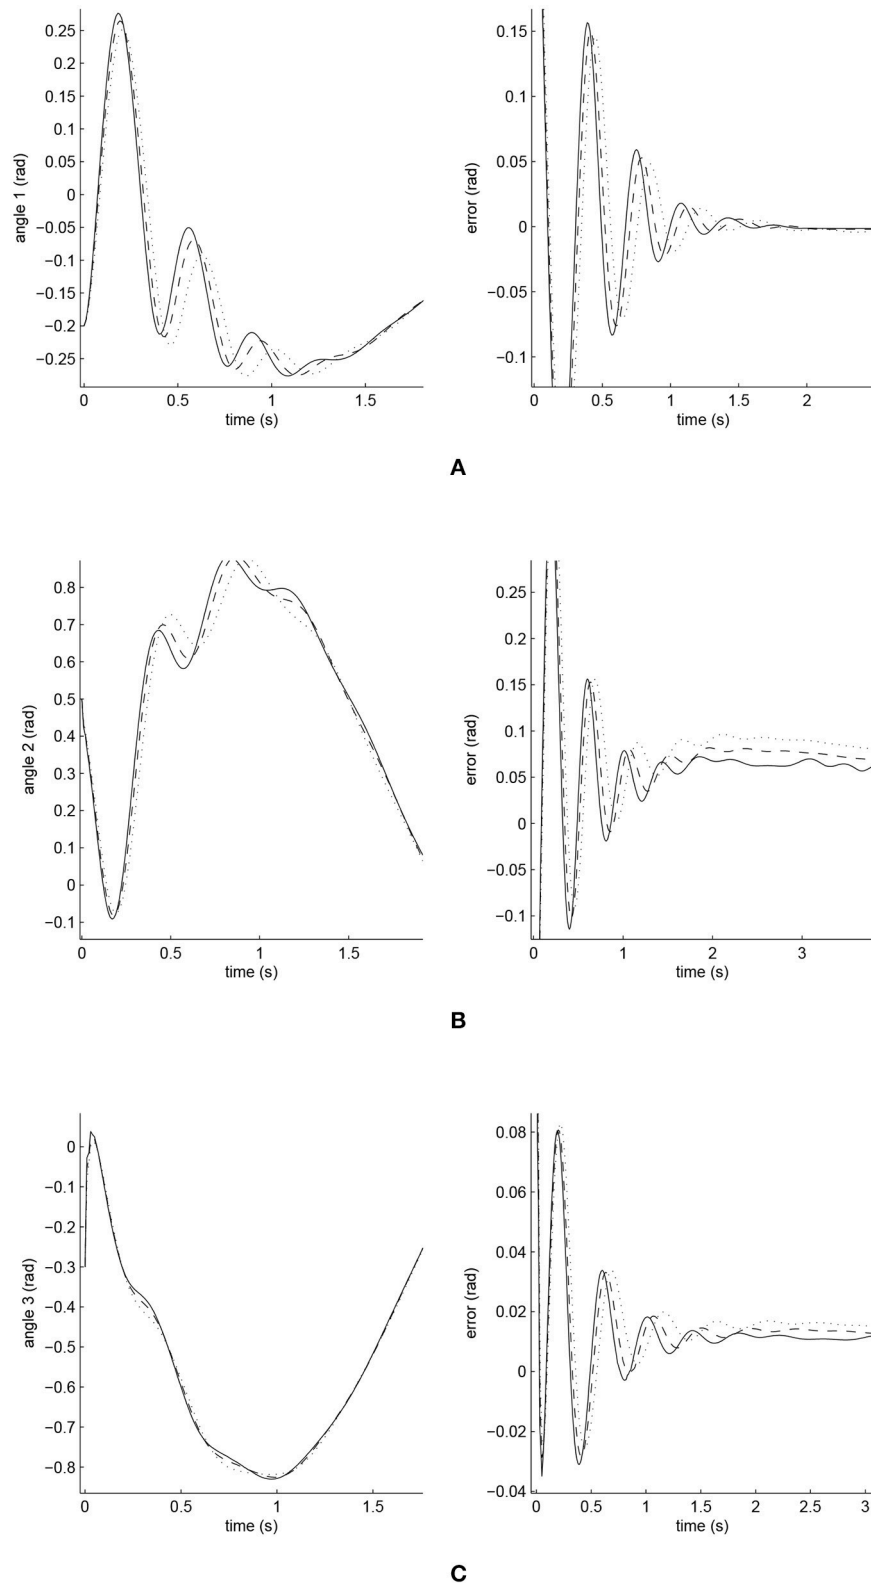 angle 1 (rad)
0.25
0.2
0.15
0.1
0.05
0
−0.05
−0.1
−0.15
−0.2
−0.25
0 0.5 1 1.5
time (s)
error (rad)
0.15
0.1
0.05
0
−0.05
−0.1
0 0.5 1 1.5 2
time (s)
A
angle 2 (rad)
0.8
0.7
0.6
0.5
0.4
0.3
0.2
0.1
0
−0.1
0 0.5 1 1.5
time (s)
error (rad)
0.25
0.2
0.15
0.1
0.05
0
−0.05
−0.1
0 1 2 3
time (s)
B
angle 3 (rad)
0
−0.1
−0.2
−0.3
−0.4
−0.5
−0.6
−0.7
−0.8
0 0.5 1 1.5
time (s)
error (rad)
0.08
0.06
0.04
0.02
0
−0.02
−0.04
0 0.5 1 1.5 2 2.5 3
time (s)
C